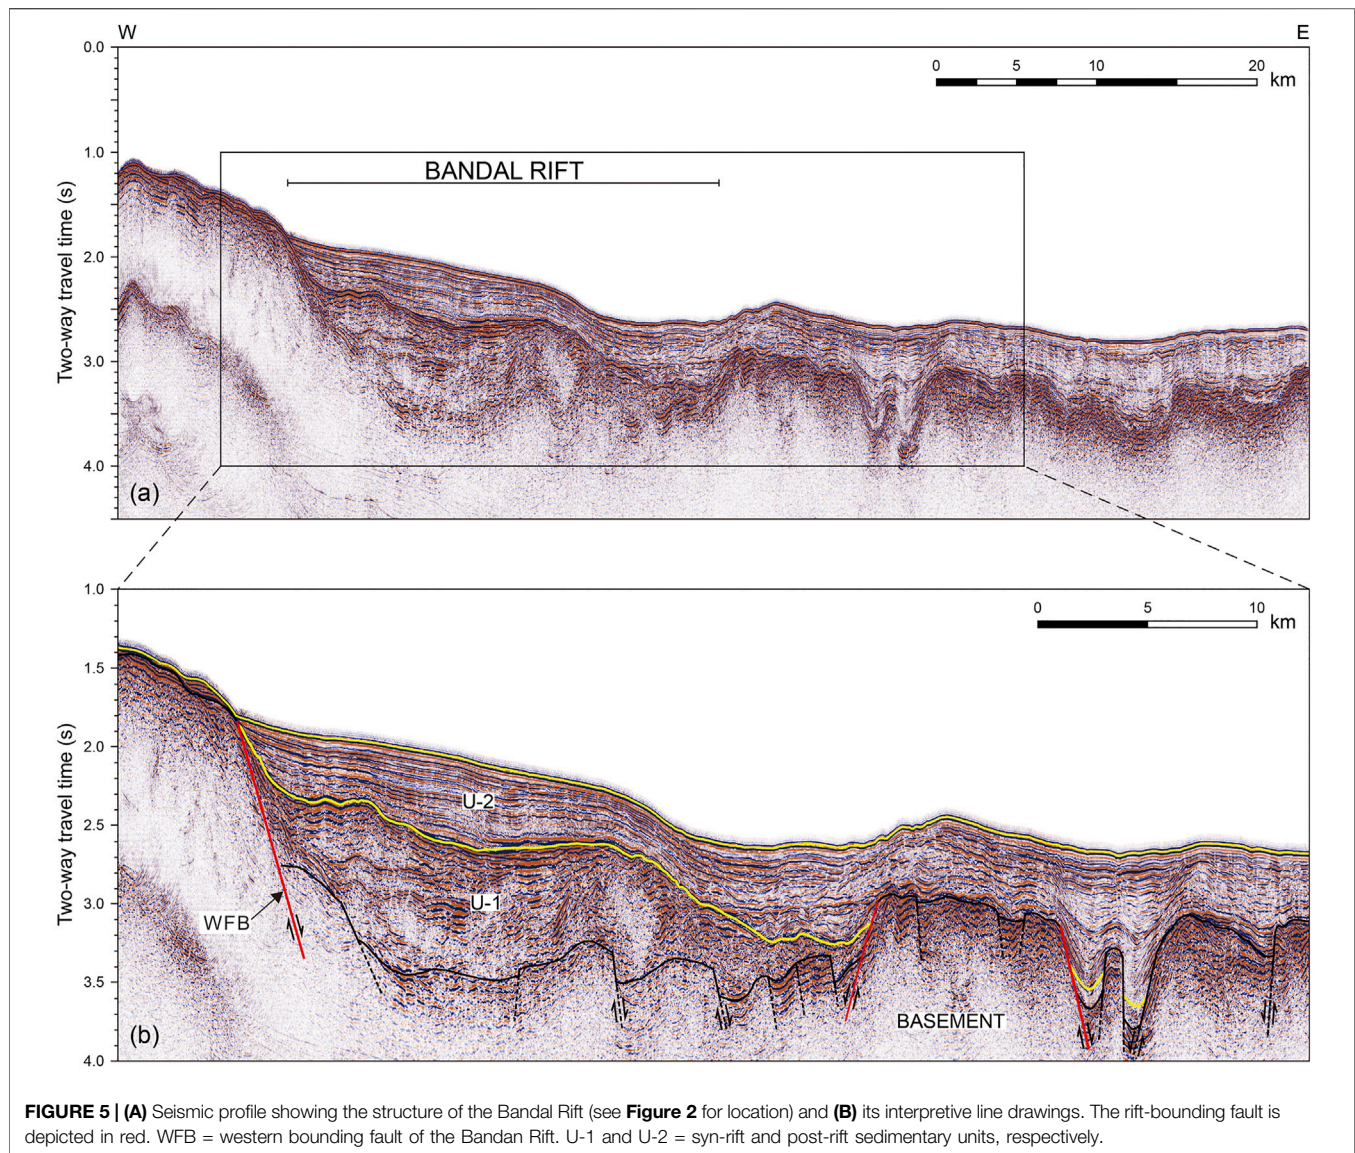 W E
0.0
0 5 10 20
km
1.0
BANDAL RIFT
2.0
Two-way travel time (s)
3.0
4.0
(a)
1.0
0 5 10
km
1.5
2.0
U-2
2.5
Two-way travel time (s)
U-1
3.0
WFB
3.5
BASEMENT
(b)
4.0
FIGURE 5 | (A) Seismic profile showing the structure of the Bandal Rift (see Figure 2 for location) and (B) its interpretive line drawings. The rift-bounding fault is
depicted in red. WFB = western bounding fault of the Bandan Rift. U-1 and U-2 = syn-rift and post-rift sedimentary units, respectively.